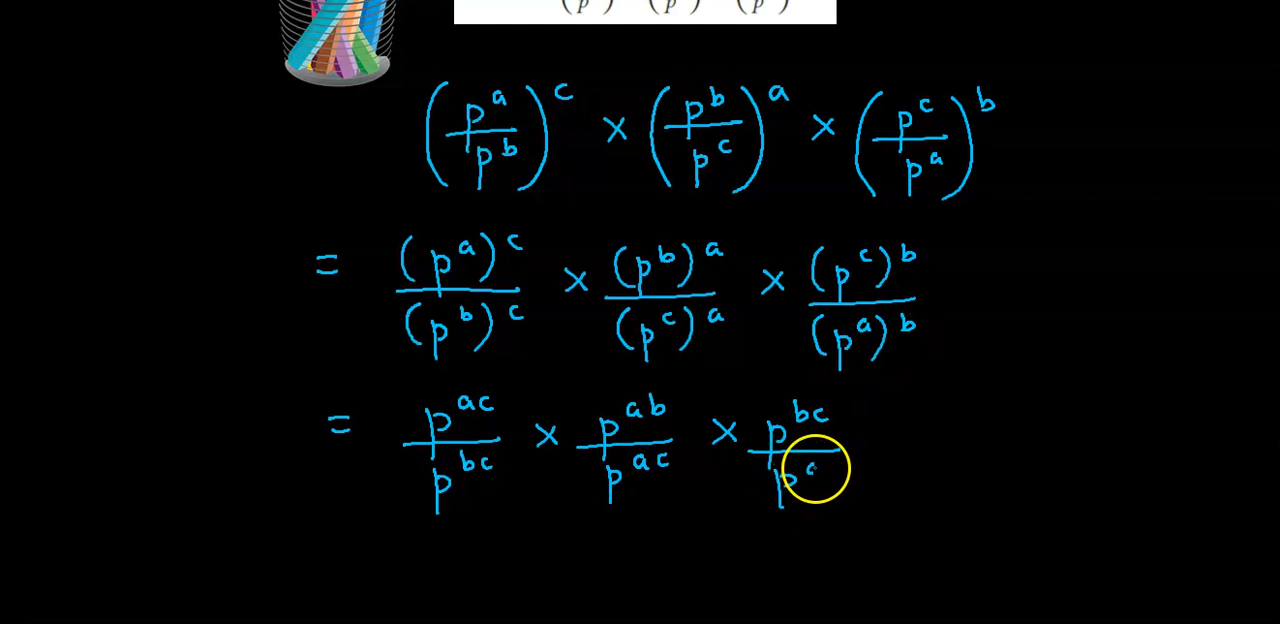 (p^a/p^b)^c × (p^b/p^c)^a × (p^c/p^a)^b
= (p^a)^c/(p^b)^c × (p^b)^a/(p^c)^a × (p^c)^b/(p^a)^b
= p^ac/p^bc × p^ab/p^ac × p^bc/p